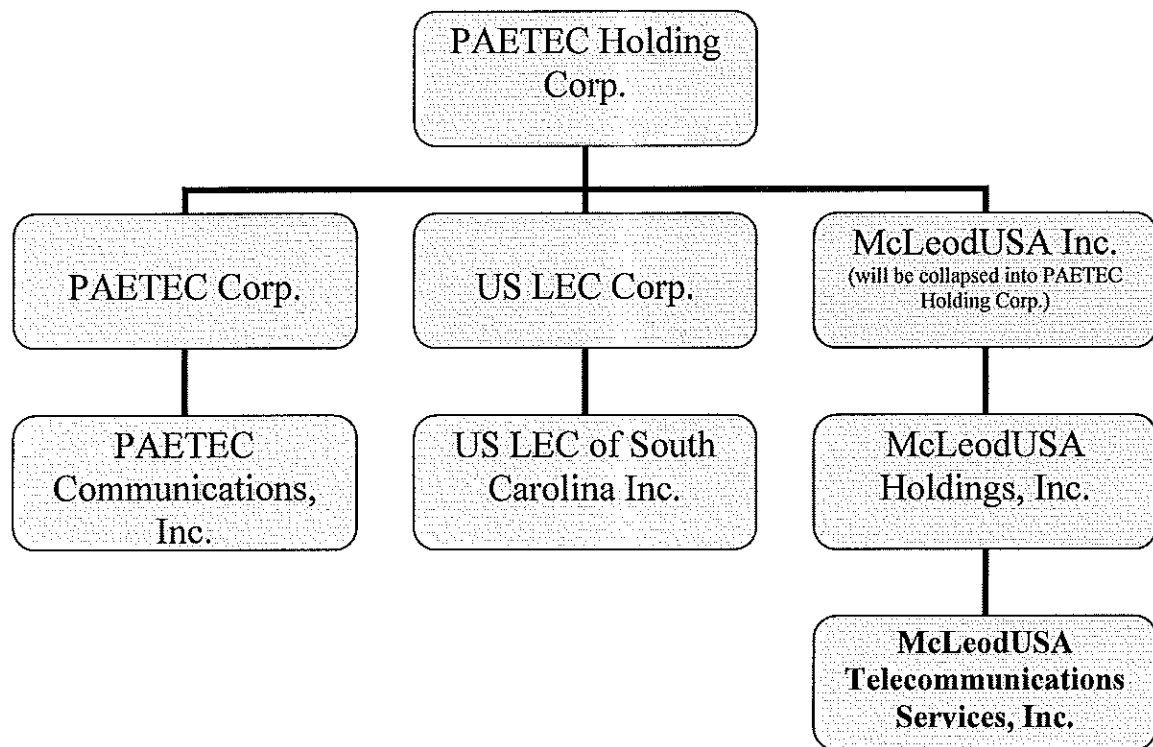 PAETEC Holding
Corp.
PAETEC Corp.
US LEC Corp.
McLeodUSA Inc.
(will be collapsed into PAETEC
Holding Corp.)
PAETEC
Communications,
Inc.
US LEC of South
Carolina Inc.
McLeodUSA
Holdings, Inc.
McLeodUSA
Telecommunications
Services, Inc.